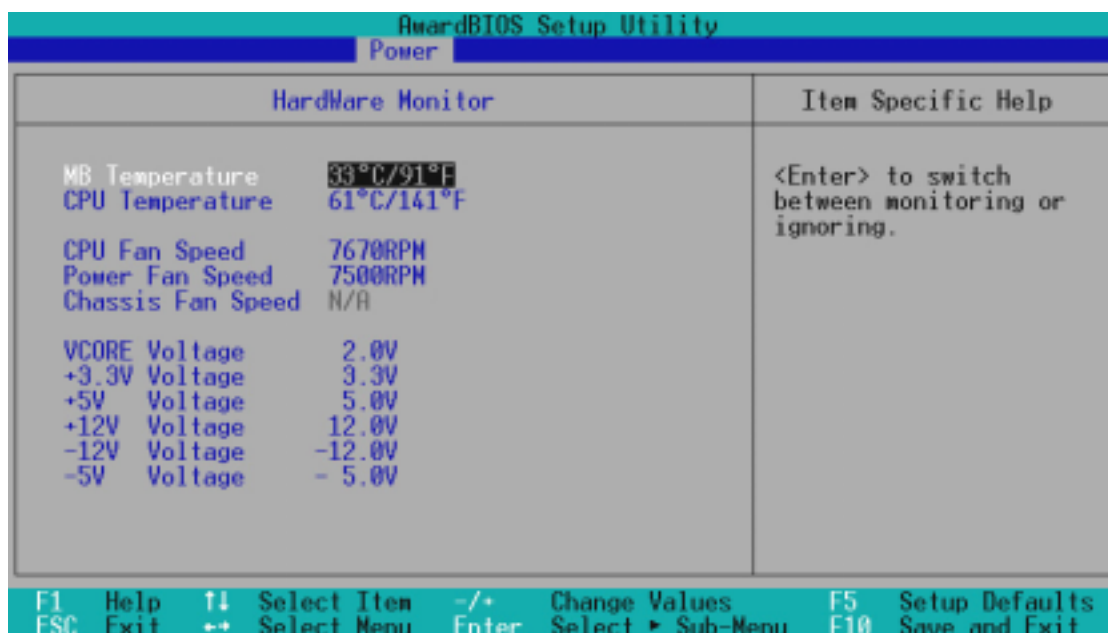 AwardBIOS Setup Utility
Power
HardWare Monitor
Item Specific Help
MB Temperature 33°C/91°F
CPU Temperature 61°C/141°F
CPU Fan Speed 7670RPM
Power Fan Speed 7500RPM
Chassis Fan Speed N/A
VCORE Voltage 2.0V
+3.3V Voltage 3.3V
+5V Voltage 5.0V
+12V Voltage 12.0V
-12V Voltage -12.0V
-5V Voltage - 5.0V
<Enter> to switch
between monitoring or
ignoring.
F1 Help ↑↓ Select Item -/+ Change Values F5 Setup Defaults
ESC Exit ←→ Select Menu Enter Select ► Sub-Menu F10 Save and Exit